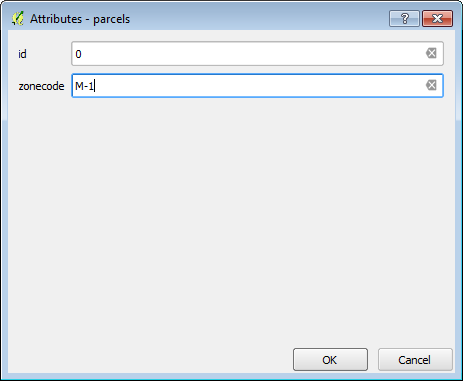 Attributes - parcels
id 0
zonecode M-1
OK Cancel